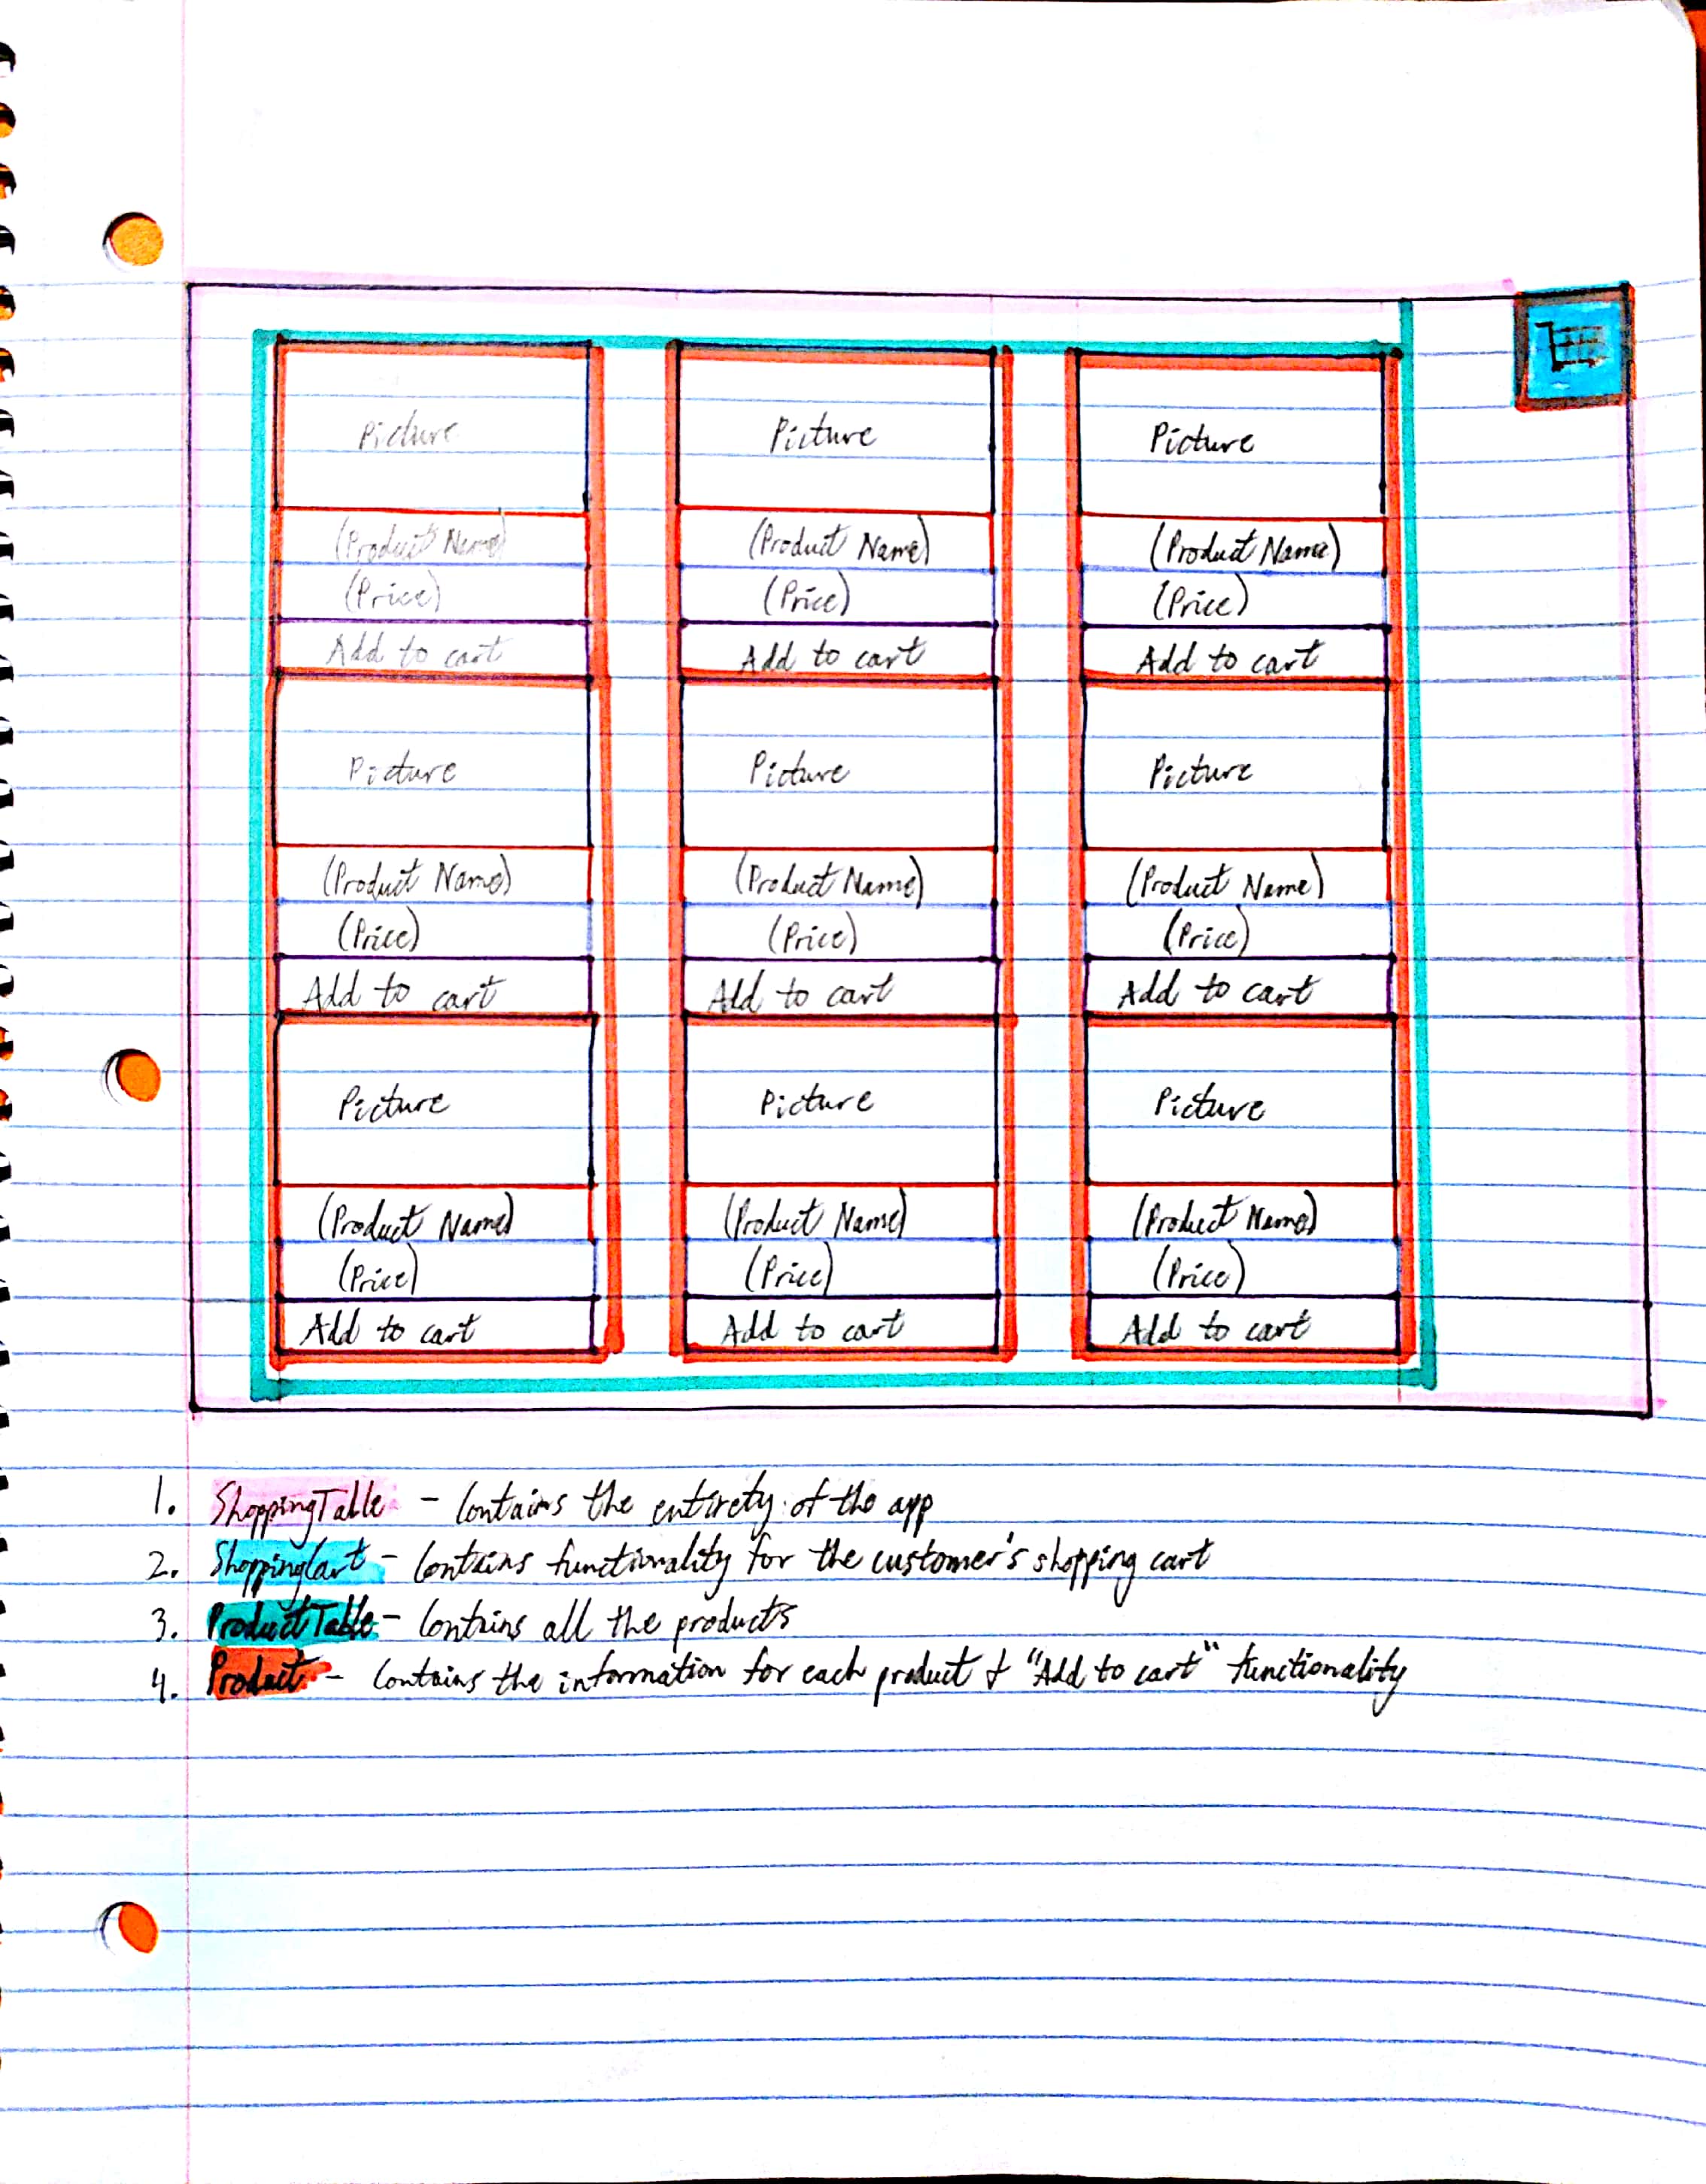 Picture Picture Picture
(Product Name) (Product Name) (Product Name)
(Price) (Price) (Price)
Add to cart Add to cart Add to cart
Picture Picture Picture
(Product Name) (Product Name) (Product Name)
(Price) (Price) (Price)
Add to cart Add to cart Add to cart
Picture Picture Picture
(Product Name) (Product Name) (Product Name)
(Price) (Price) (Price)
Add to cart Add to cart Add to cart
1. ShoppingTable - Contains the entirety of the app
2. ShoppingCart - Contains functionality for the customer's shopping cart
3. ProductTable - Contains all the products
4. Product - Contains the information for each product & "Add to cart" functionality